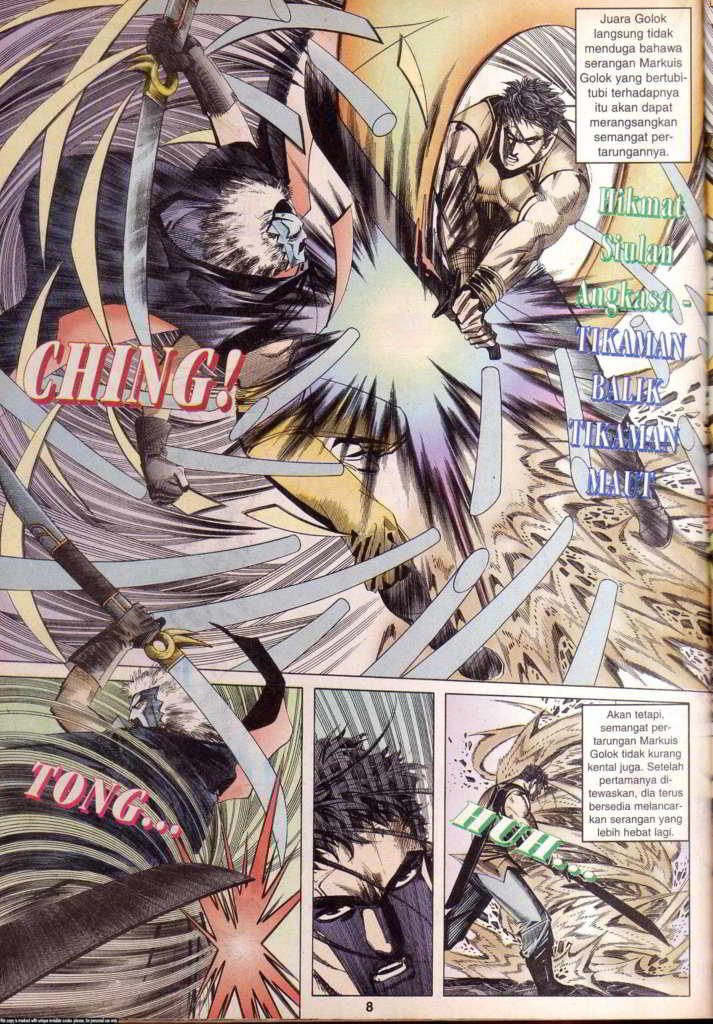 Juara Golok
langsung tidak
menduga bahawa
serangan Markuis
Golok yang bertubi-
tubi terhadapnya
itu akan dapat
merangsangkan
semangat per-
tarungannya.
Hikmat
Siulan
Angkasa -
TIKAMAN
BALIK
TIKAMAN
MAUT
CHING!
TONG...
HUH....
Akan tetapi,
semangat per-
tarungan Markuis
Golok tidak kurang
kental juga. Setelah
pertamanya di-
tewaskan, dia terus
bersedia melancar-
kan serangan yang
lebih hebat lagi.
8